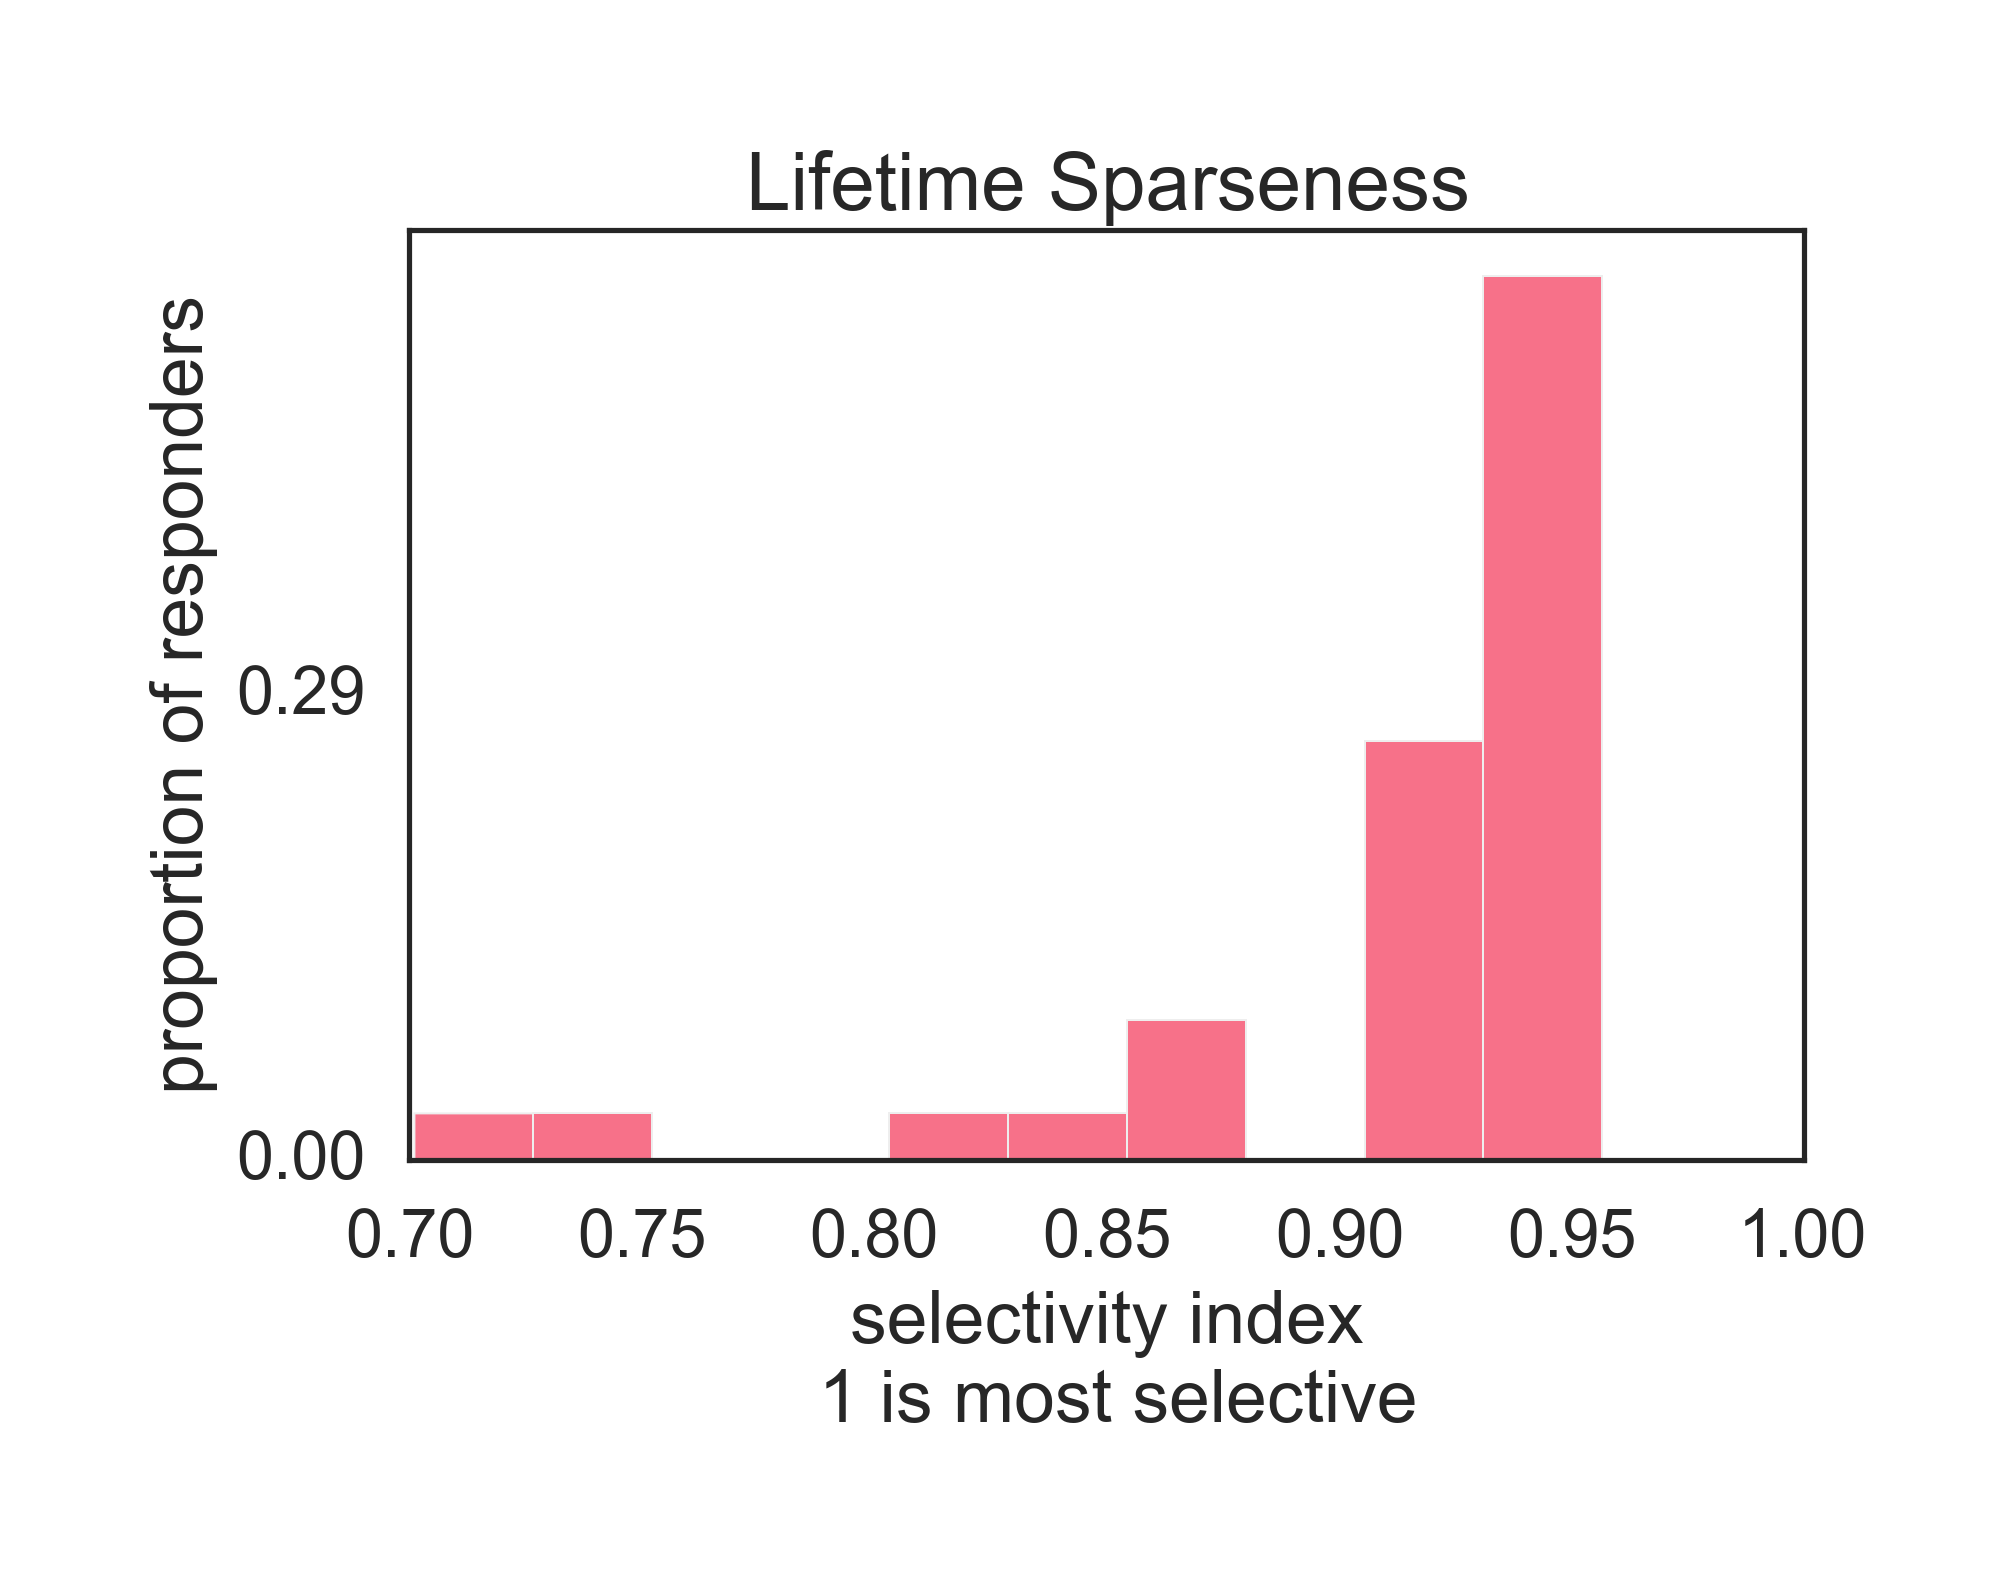 Lifetime Sparseness
proportion of responders
0.29
0.00
0.70 0.75 0.80 0.85 0.90 0.95 1.00
selectivity index
1 is most selective